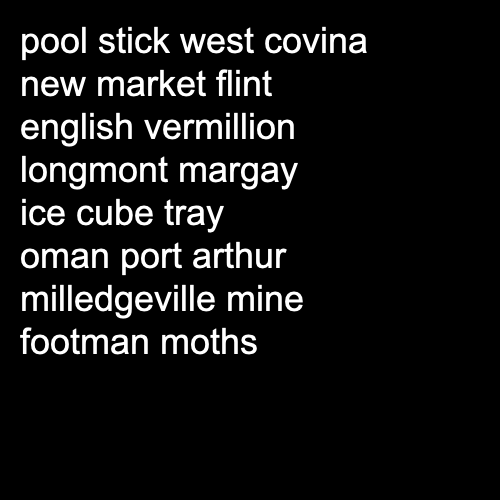 pool stick west covina
new market flint
english vermillion
longmont margay
ice cube tray
oman port arthur
milledgeville mine
footman moths